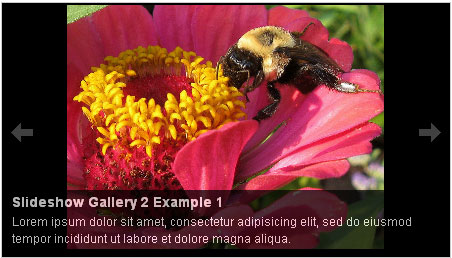 Slideshow Gallery 2 Example 1
Lorem ipsum dolor sit amet, consectetur adipisicing elit, sed do eiusmod
tempor incididunt ut labore et dolore magna aliqua.